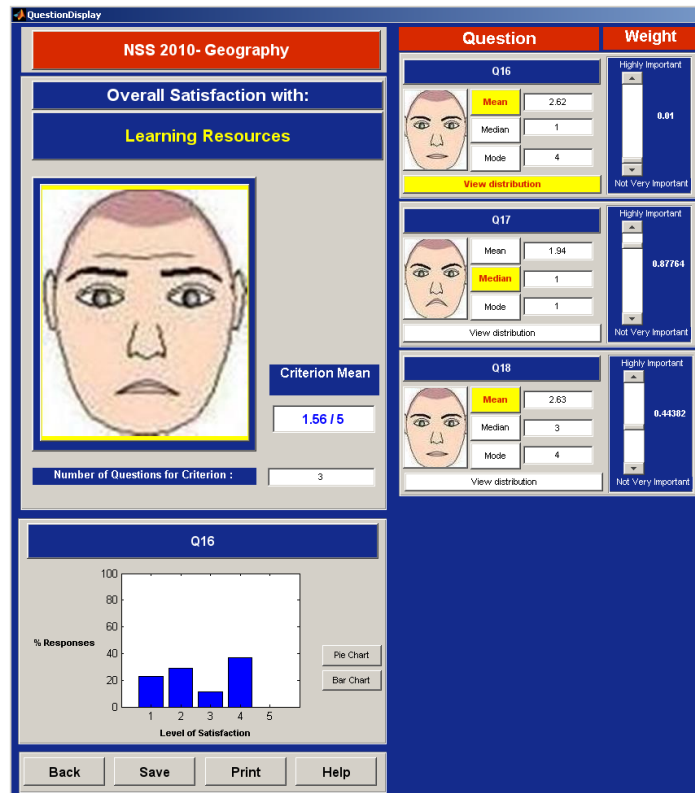 QuestionDisplay
NSS 2010- Geography
Overall Satisfaction with:
Learning Resources
Criterion Mean
1.56 / 5
Number of Questions for Criterion :
3
Q16
100
80
60
40
20
0
% Responses
1 2 3 4 5
Level of Satisfaction
Pie Chart
Bar Chart
Back Save Print Help
Question Weight
Q16
Mean 2.62
Median 1
Mode 4
View distribution
Highly Important
0.01
Not Very Important
Q17
Mean 1.94
Median 1
Mode 1
View distribution
Highly Important
0.87764
Not Very Important
Q18
Mean 2.63
Median 3
Mode 4
View distribution
Highly Important
0.44382
Not Very Important